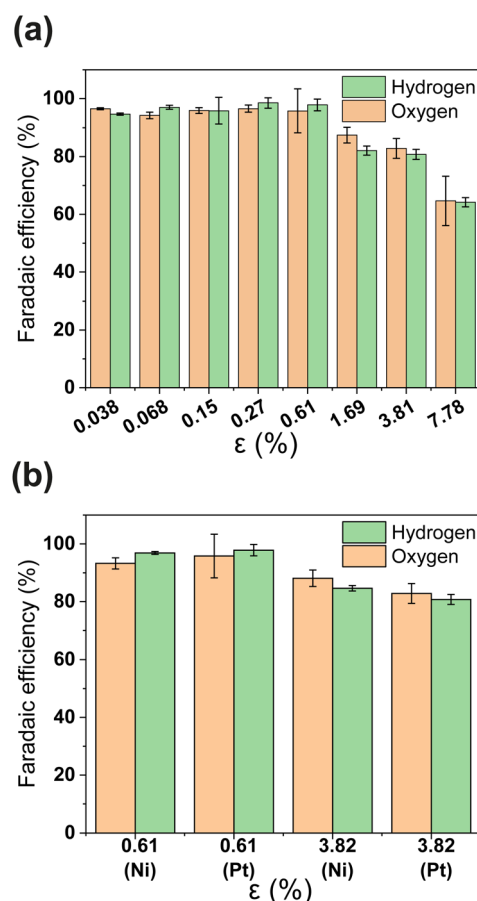 (a)
Faradaic efficiency (%)
100
80
60
40
20
0
Hydrogen
Oxygen
0.038
0.068
0.15
0.27
0.61
1.69
3.81
7.78
ε (%)
(b)
Faradaic efficiency (%)
100
80
60
40
20
0
Hydrogen
Oxygen
0.61 0.61 3.82 3.82
(Ni) (Pt) (Ni) (Pt)
ε (%)